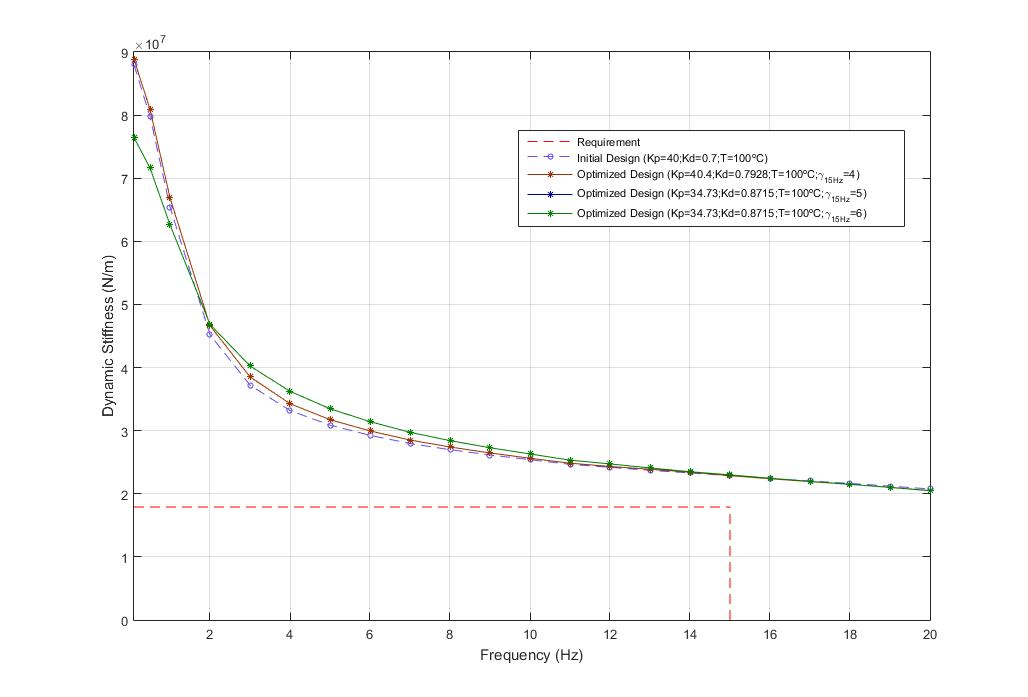 ×10⁷
9
8
7
6
5
4
3
2
1
0
Dynamic Stiffness (N/m)
Requirement
Initial Design (Kp=40;Kd=0.7;T=100ºC)
Optimized Design (Kp=40.4;Kd=0.7928;T=100ºC;γ15Hz=4)
Optimized Design (Kp=34.73;Kd=0.8715;T=100ºC;γ15Hz=5)
Optimized Design (Kp=34.73;Kd=0.8715;T=100ºC;γ15Hz=6)
2 4 6 8 10 12 14 16 18 20
Frequency (Hz)